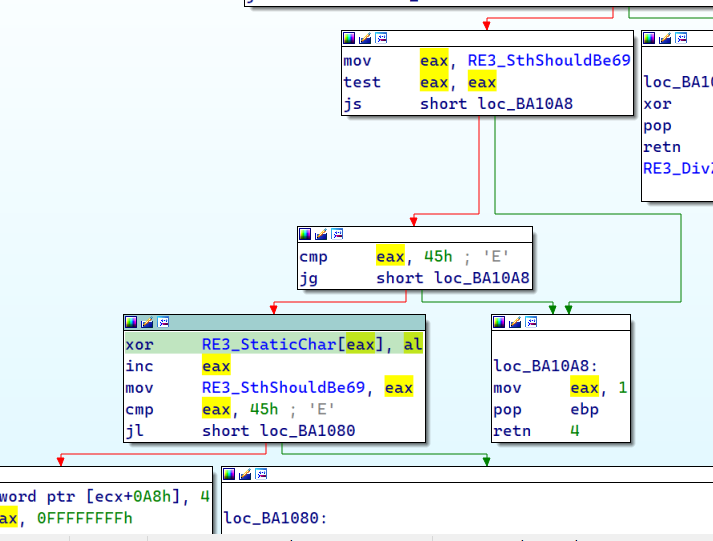 mov eax, RE3_SthShouldBe69
test eax, eax
js short loc_BA10A8
loc_BA10
xor
pop
retn
RE3_Div
cmp eax, 45h ; 'E'
jg short loc_BA10A8
xor RE3_StaticChar[eax], al
inc eax
mov RE3_SthShouldBe69, eax
cmp eax, 45h ; 'E'
jl short loc_BA1080
loc_BA10A8:
mov eax, 1
pop ebp
retn 4
word ptr [ecx+0A8h], 4
ax, 0FFFFFFFFh
loc_BA1080: